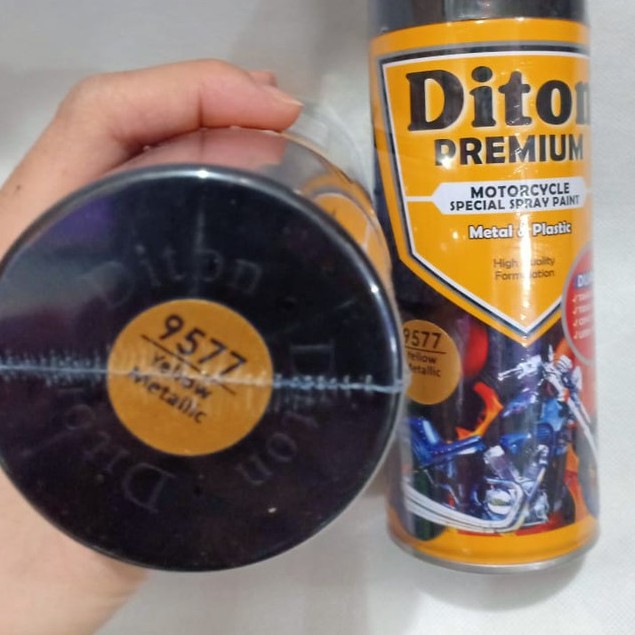 Diton
PREMIUM
MOTORCYCLE
SPECIAL SPRAY PAINT
Metal & Plastic
High Quality
Formulation
9577
Yellow
Metallic
9577
Yellow
Metallic
Diton
Diton
Diton